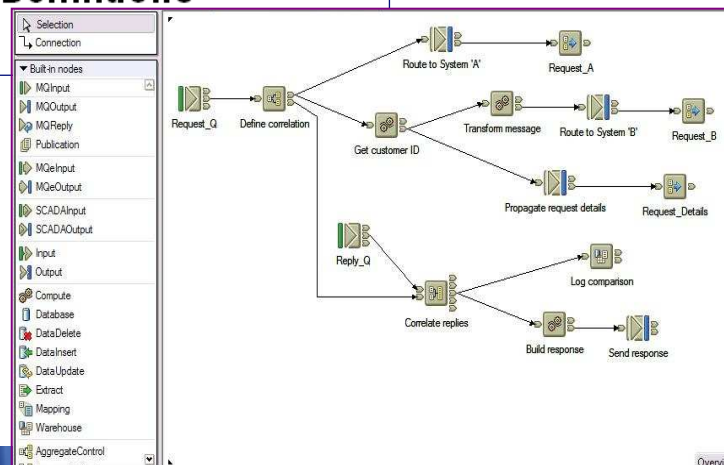 Selection
Connection
Built-in nodes
MQInput
MQOutput
MQReply
Publication
MQeInput
MQeOutput
SCADAInput
SCADAOutput
Input
Output
Compute
Database
DataDelete
DataInsert
DataUpdate
Extract
Mapping
Warehouse
AggregateControl
Route to System 'A'
Request_A
Request_Q
Define correlation
Get customer ID
Transform message
Route to System 'B'
Request_B
Propagate request details
Request_Details
Reply_Q
Correlate replies
Log comparison
Build response
Send response